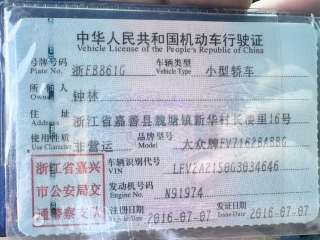 中华人民共和国机动车行驶证
Vehicle License of the People's Republic of China
号牌号码 Plate No. 浙FB861G 车辆类型 Vehicle Type 小型轿车
所有人 Owner 钟林
住址 Address 浙江省嘉善县魏塘镇新华村长浜里16号
使用性质 Use Character 非营运 品牌型号 Model 大众牌FV7162BABBG
浙江省嘉兴市公安局交通警察支队
车辆识别代号 VIN LFV2A2150G3034646
发动机号码 Engine No. N91974
注册日期 2016-07-07 发证日期 Issue Date 2016-07-07